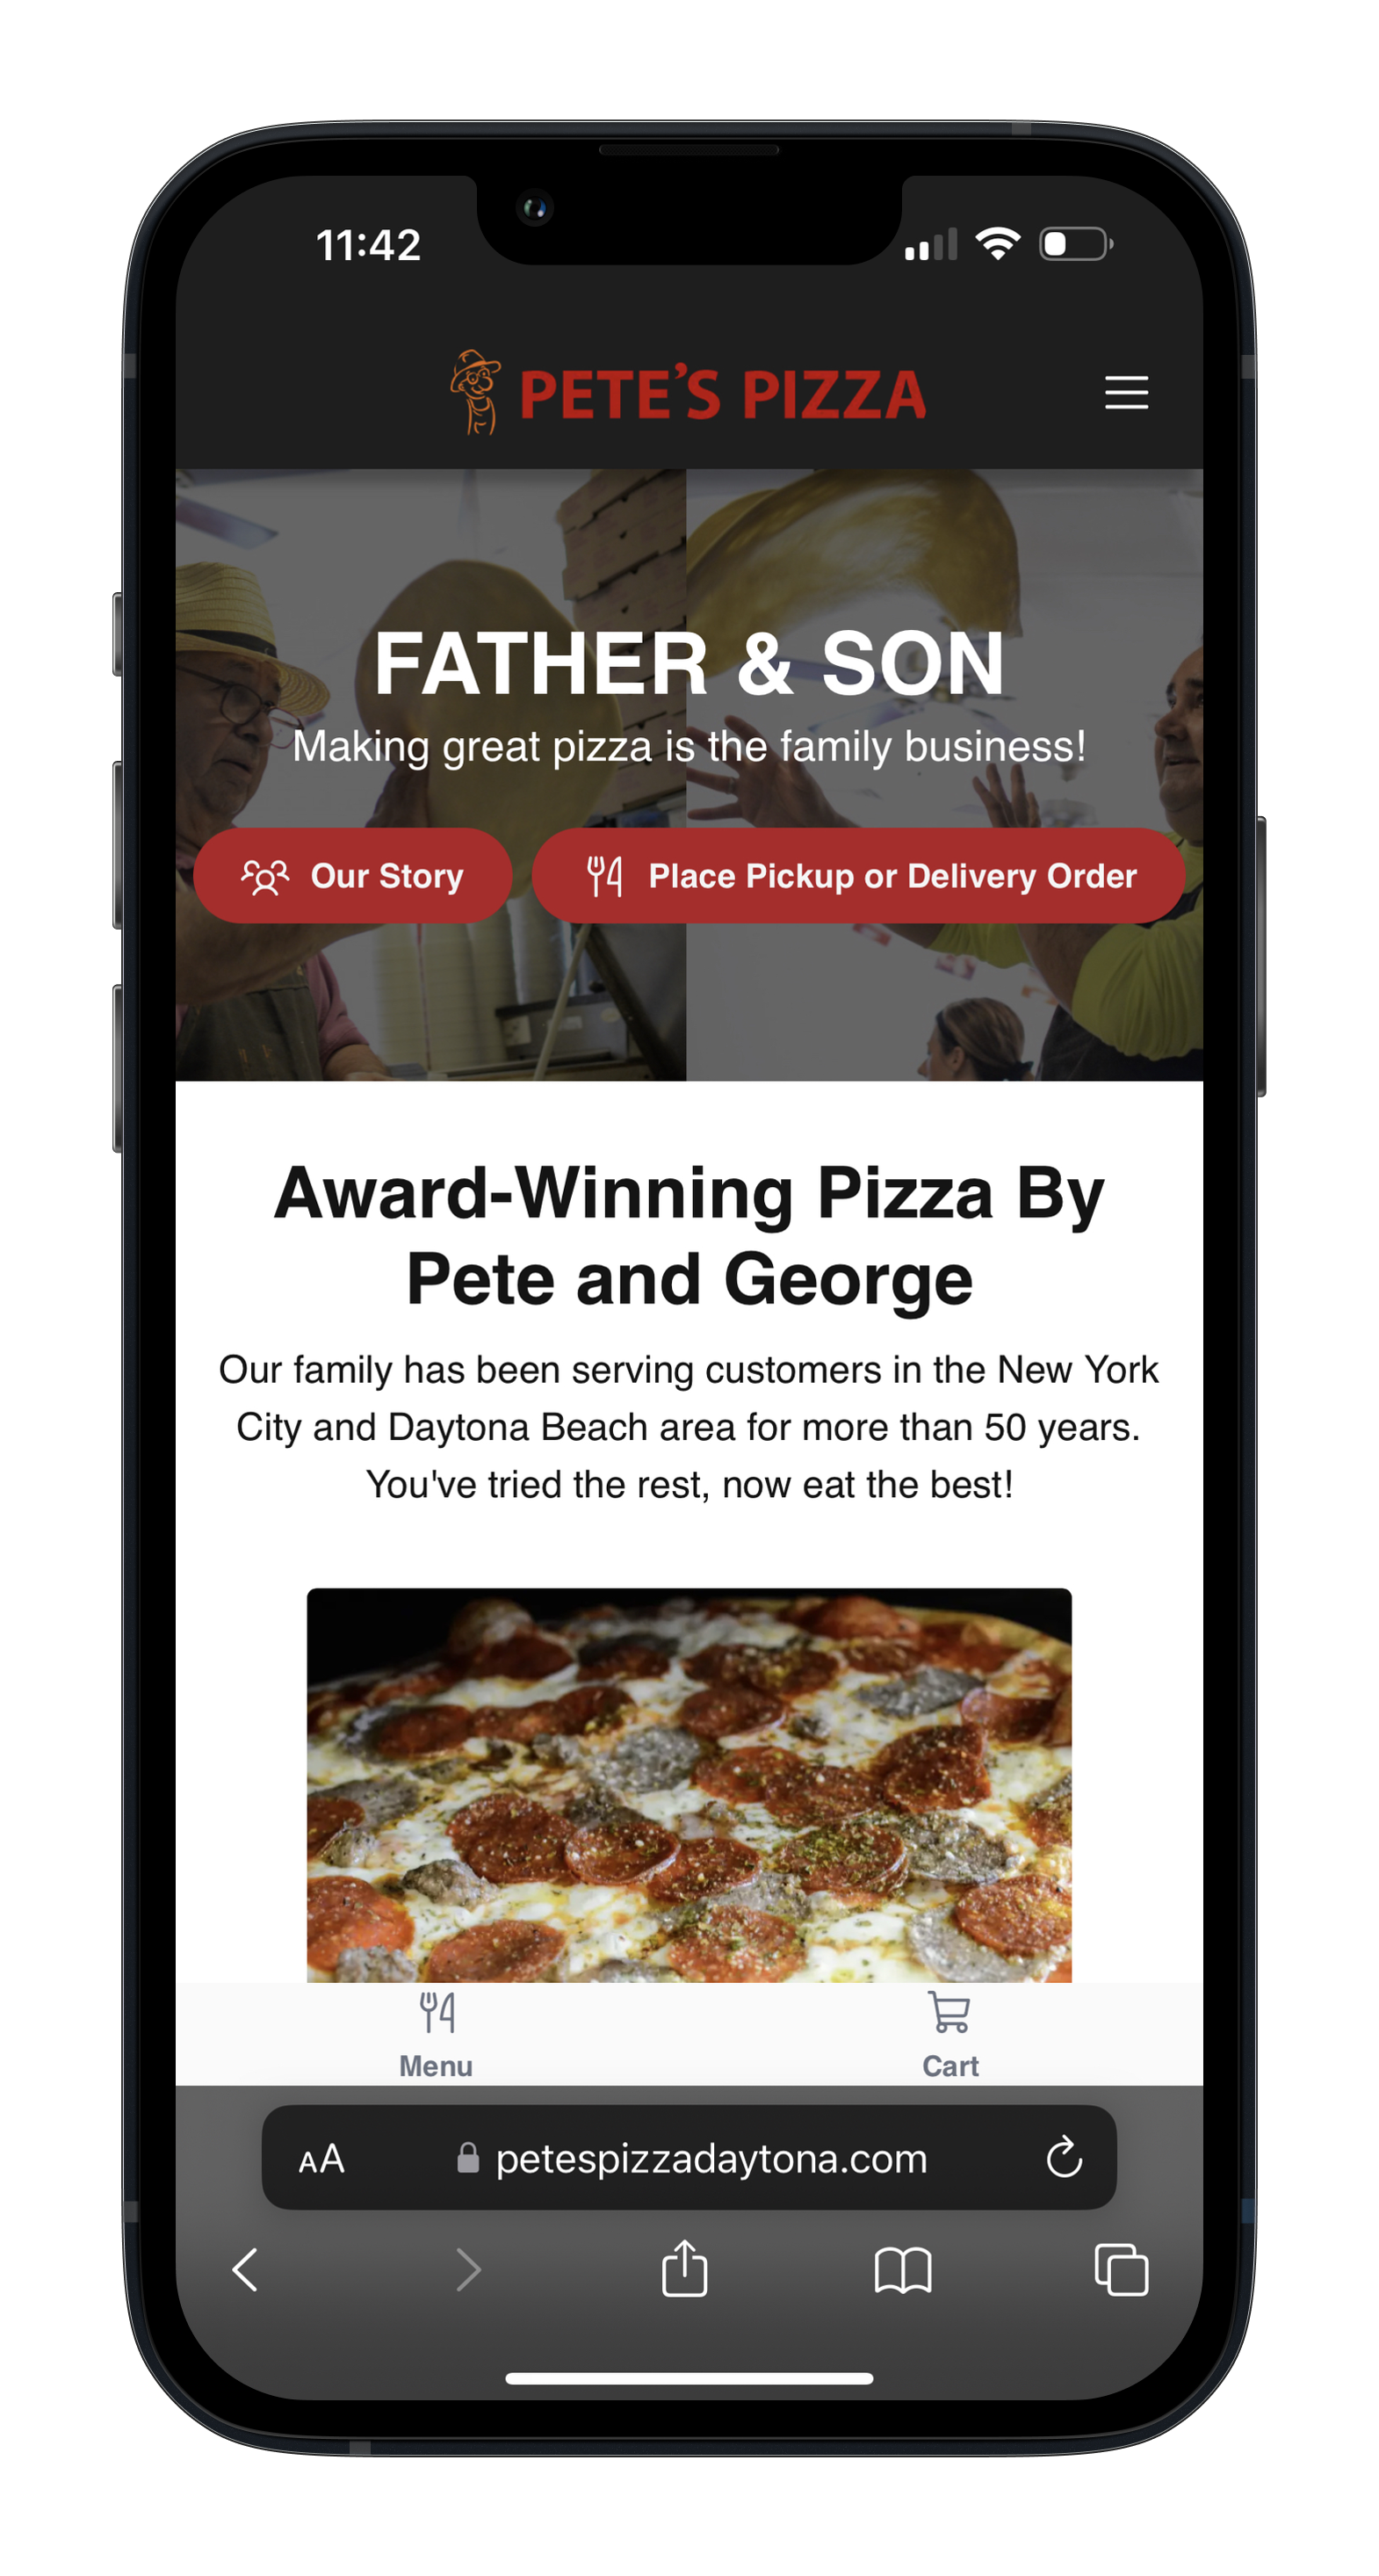 11:42
PETE'S PIZZA
FATHER & SON
Making great pizza is the family business!
Our Story
Place Pickup or Delivery Order
Award-Winning Pizza By
Pete and George
Our family has been serving customers in the New York
City and Daytona Beach area for more than 50 years.
You've tried the rest, now eat the best!
Menu
Cart
AA
petespizzadaytona.com